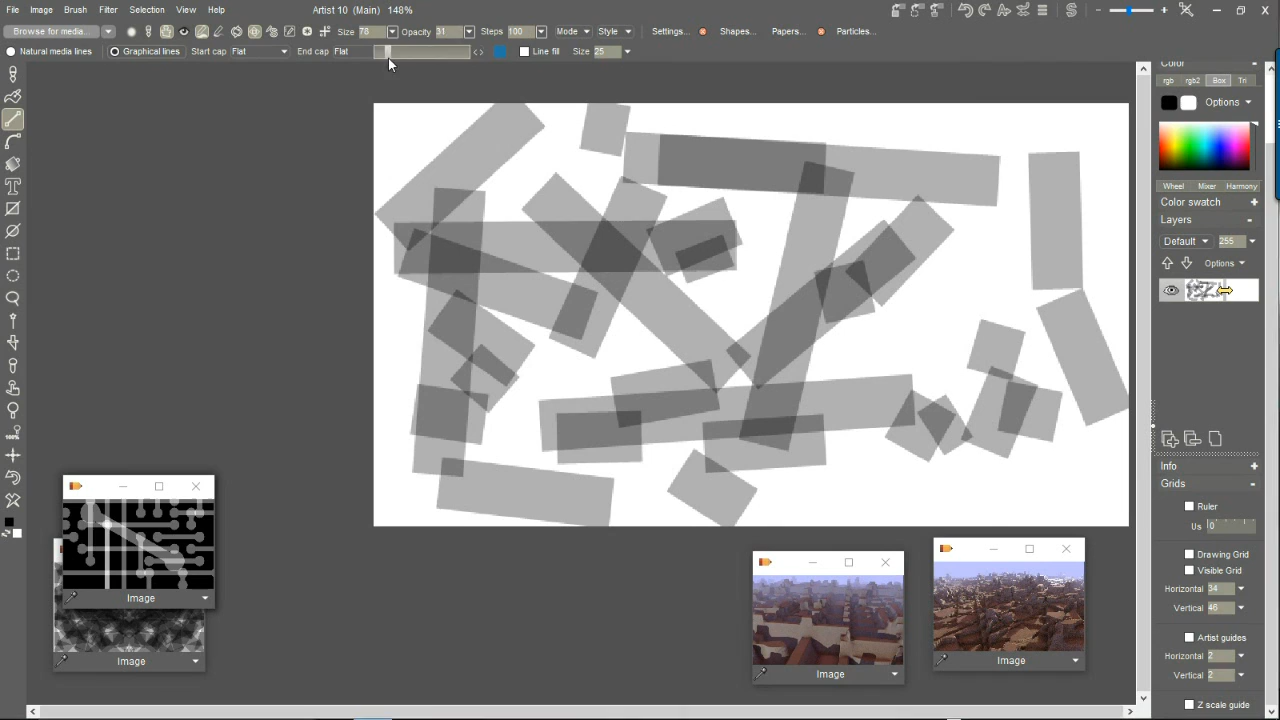 File Image Brush Filter Selection View Help Artist 10 (Main) 148%
Browse for media... Size 78 Opacity 31 Steps 100 Mode Style Settings... Shapes... Papers... Particles...
Natural media lines Graphical lines Start cap Flat End cap Flat Line fill Size 25
Color
rgb rgb2 Box Tri
Options
Wheel Mixer Harmony
Color swatch
Layers
Default 255
Options
Info
Grids
Ruler
Us 0
Drawing Grid
Visible Grid
Horizontal 34
Vertical 46
Artist guides
Horizontal 2
Vertical 2
Z scale guide
Image
Image
Image
Image